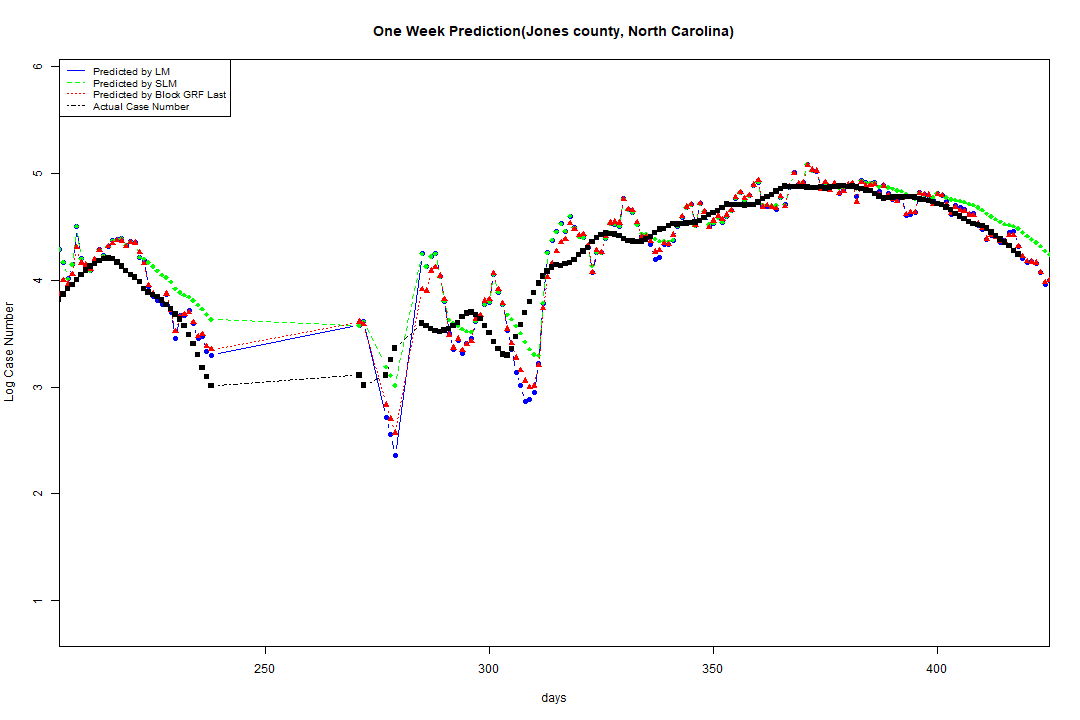 One Week Prediction(Jones county, North Carolina)
Predicted by LM
Predicted by SLM
Predicted by Block GRF Last
Actual Case Number
Log Case Number
6
5
4
3
2
1
250
300
350
400
days